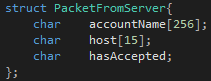 struct PacketFromServer{
    char    accountName[256];
    char    host[15];
    char    hasAccepted;
};